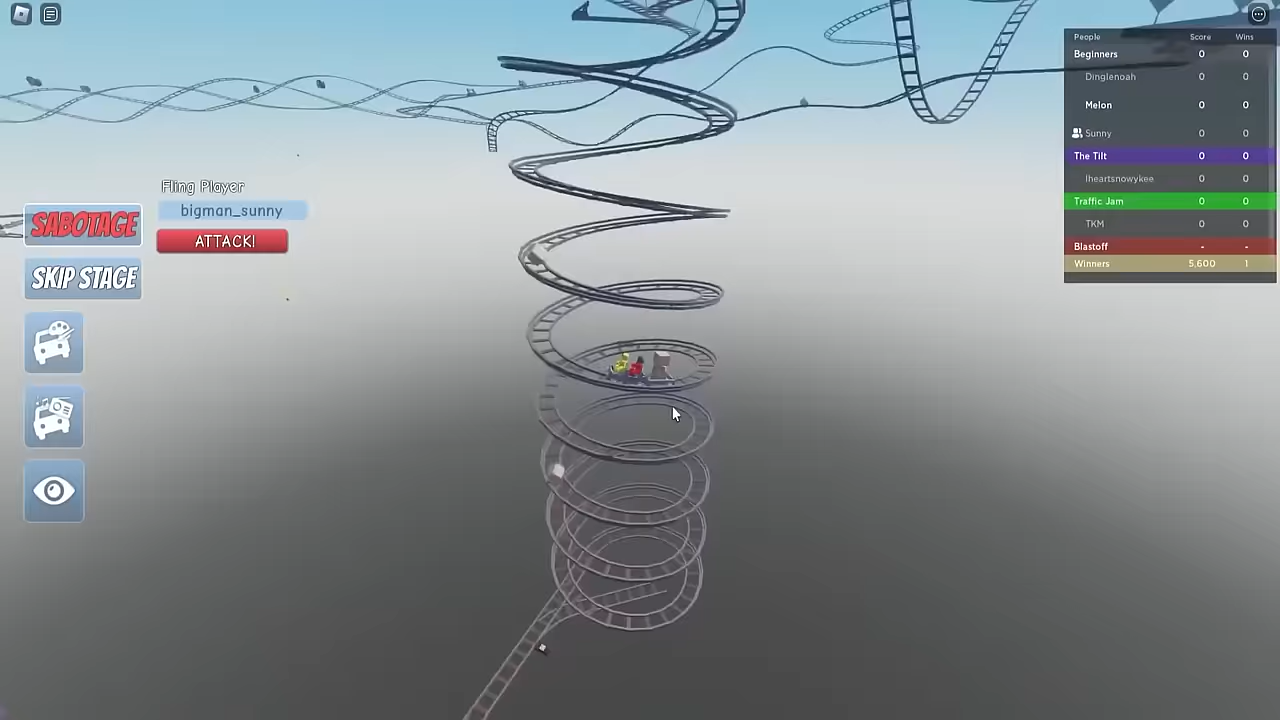 People Score Wins
Beginners 0 0
Dinglenoah 0 0
Melon 0 0
Sunny 0 0
The Tilt 0 0
Iheartsnowykee 0 0
Traffic Jam 0 0
TKM 0 0
Blastoff - -
Winners 5,600 1
Fling Player
bigman_sunny
ATTACK!
SABOTAGE
SKIP STAGE